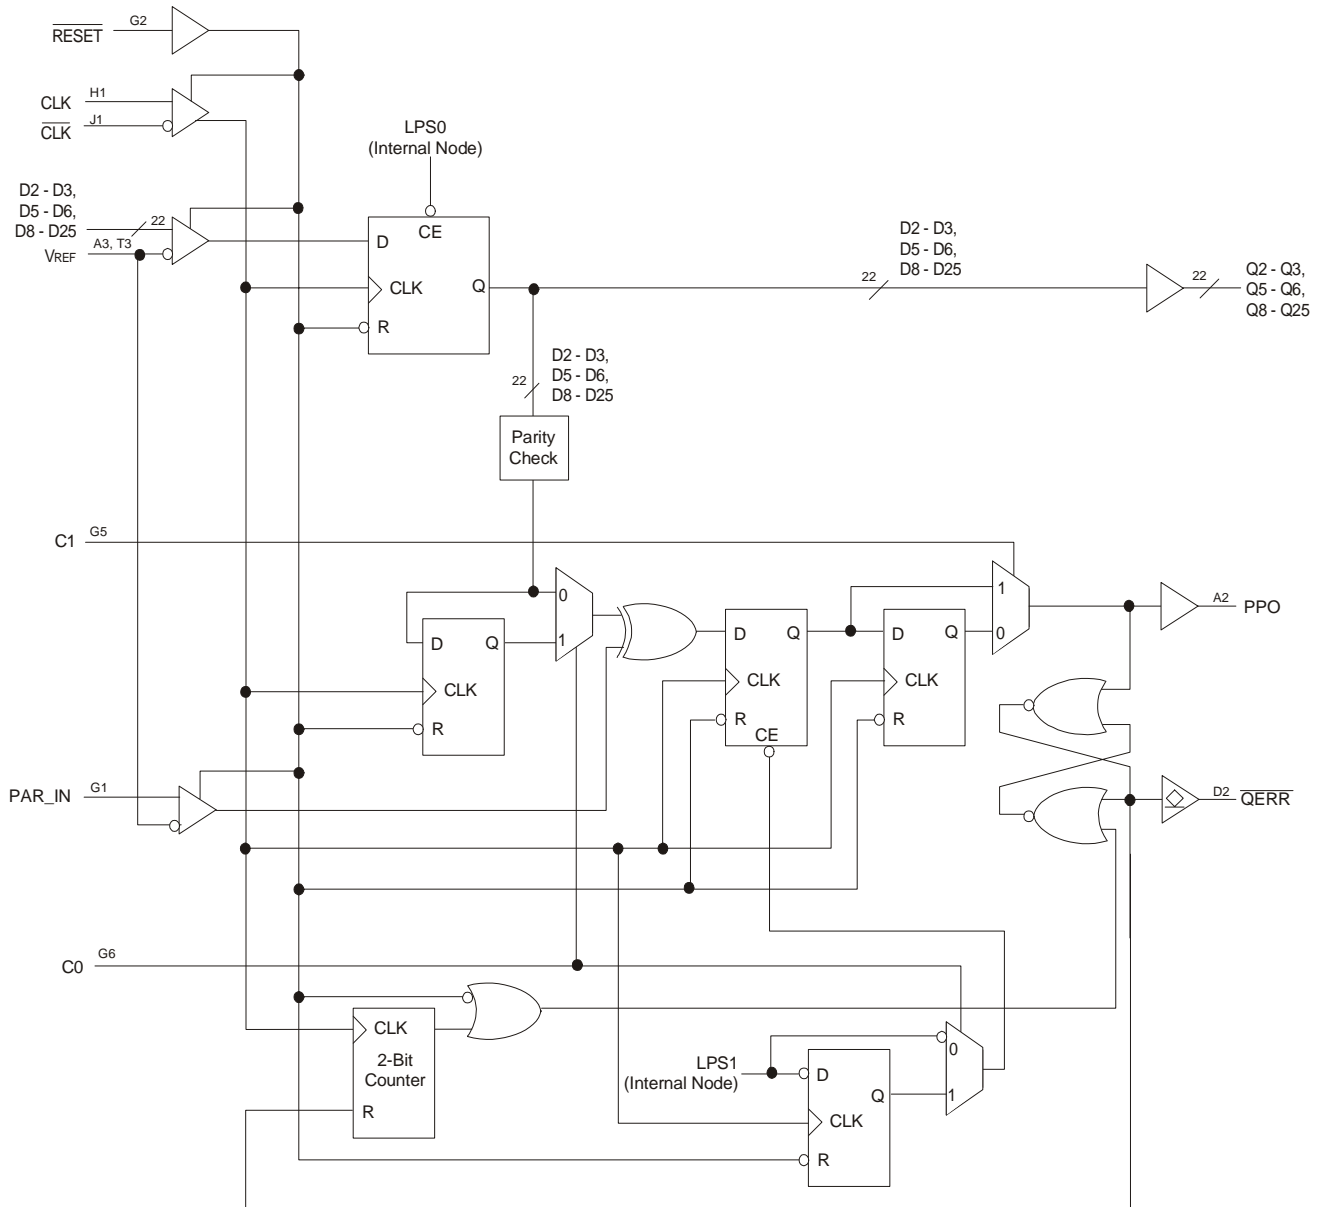 RESET
G2
CLK
H1
CLK
J1
LPS0
(Internal Node)
D2 - D3,
D5 - D6,
D8 - D25
22
VREF
A3, T3
D
CE
CLK
Q
R
D2 - D3,
D5 - D6,
D8 - D25
22
22
Q2 - Q3,
Q5 - Q6,
Q8 - Q25
D2 - D3,
D5 - D6,
D8 - D25
22
Parity
Check
C1
G5
0
1
D
Q
CLK
R
D
Q
CLK
R
CE
D
Q
CLK
R
1
0
A2
PPO
PAR_IN
G1
D2
QERR
C0
G6
CLK
2-Bit
Counter
R
LPS1
(Internal Node)
D
Q
CLK
R
0
1